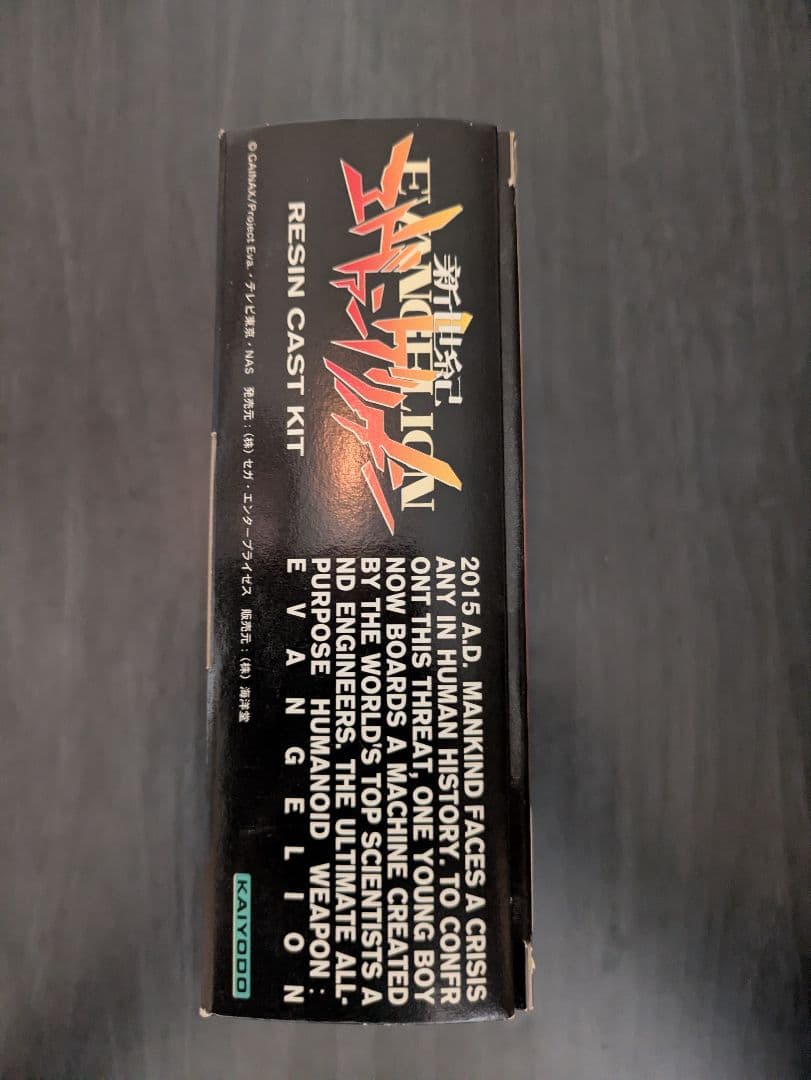 新世紀
EVANGELION
エヴァンゲリオン
RESIN CAST KIT
2015 A.D. MANKIND FACES A CRISIS
ANY IN HUMAN HISTORY. TO CONFR
ONT THIS THREAT, ONE YOUNG BOY
NOW BOARDS A MACHINE CREATED
BY THE WORLD'S TOP SCIENTISTS A
ND ENGINEERS. THE ULTIMATE ALL-
PURPOSE HUMANOID WEAPON :
E V A N G E L I O N
© GAINAX/Project Eva.・テレビ東京・NAS 発売元：（株）セガ・エンタープライゼス 販売元：（株）海洋堂
KAIYODO